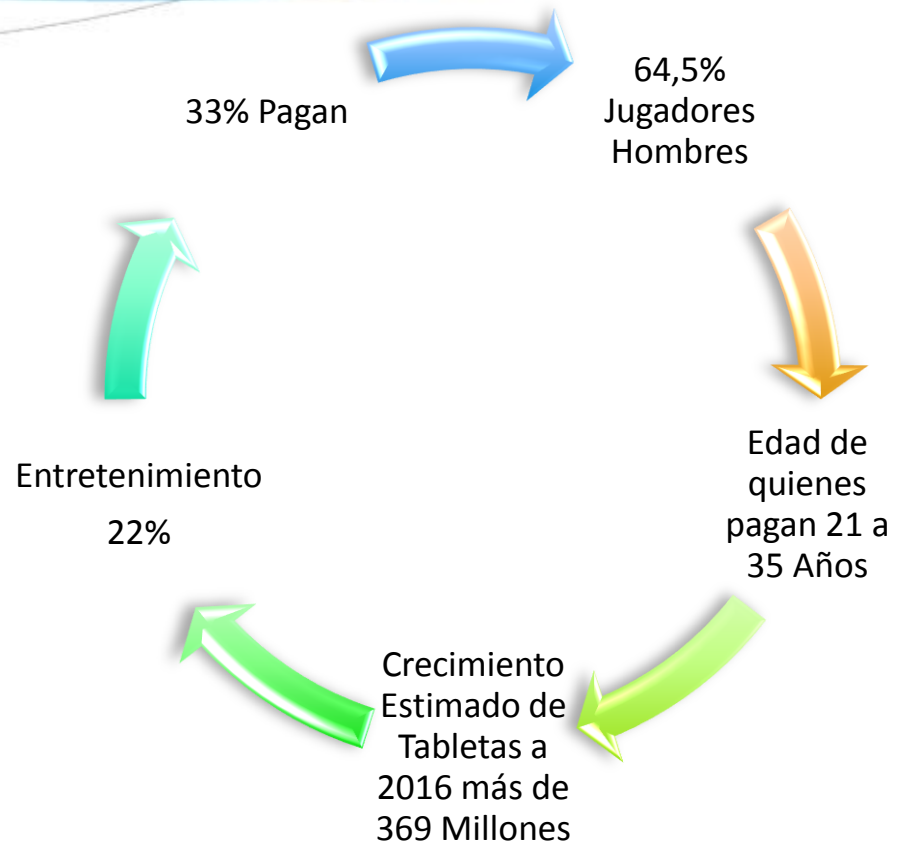 33% Pagan
64,5%
Jugadores
Hombres
Edad de
quienes
pagan 21 a
35 Años
Crecimiento
Estimado de
Tabletas a
2016 más de
369 Millones
Entretenimiento
22%